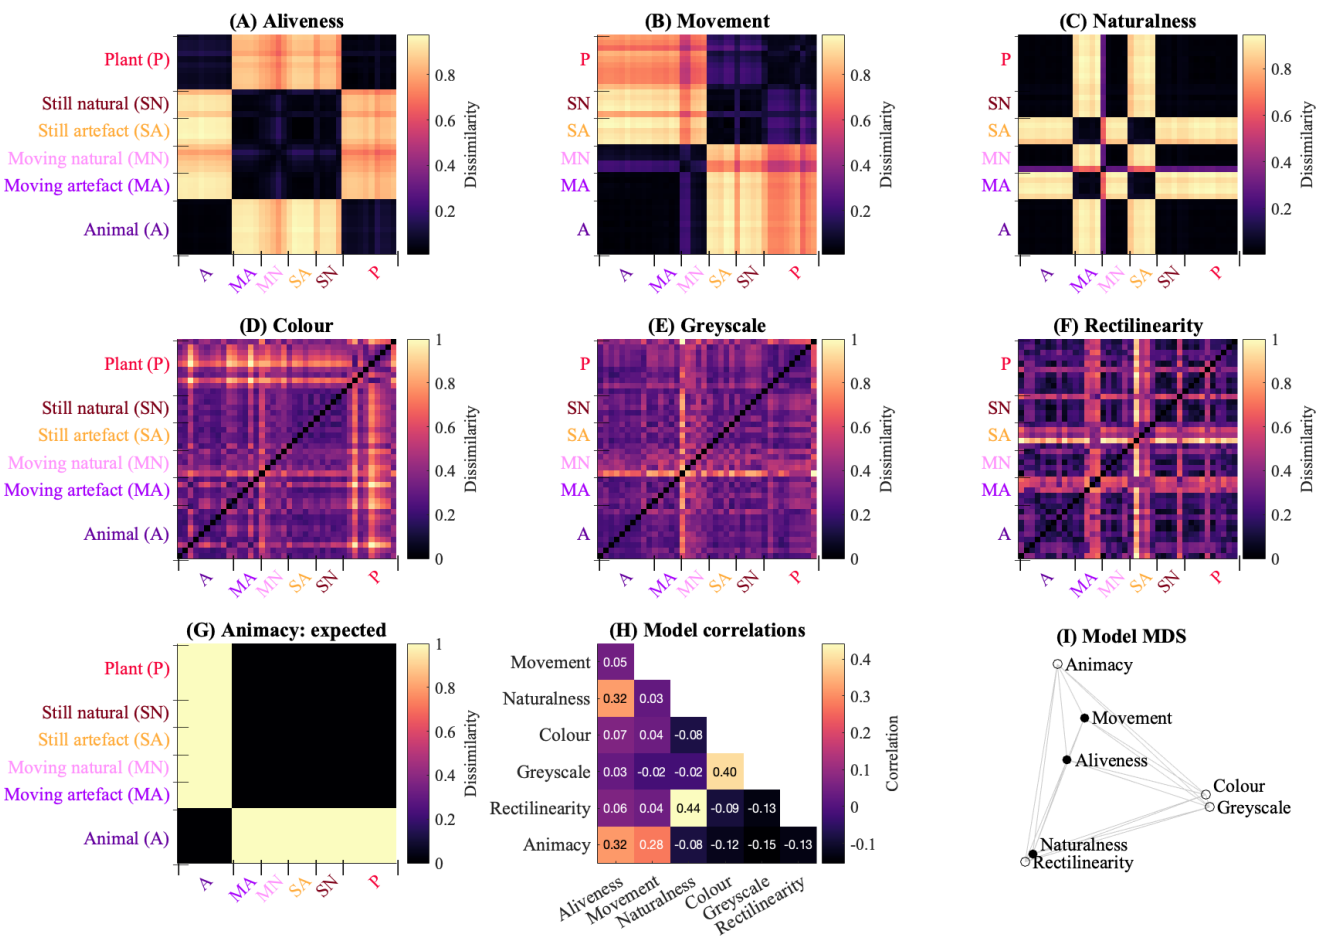 (A) Aliveness
Plant (P)
Still natural (SN)
Still artefact (SA)
Moving natural (MN)
Moving artefact (MA)
Animal (A)
A
MA
MN
SA
SN
P
0.8
0.6
0.4
0.2
Dissimilarity
(B) Movement
P
SN
SA
MN
MA
A
A
MA
MN
SA
SN
P
0.8
0.6
0.4
0.2
Dissimilarity
(C) Naturalness
P
SN
SA
MN
MA
A
A
MA
MN
SA
SN
P
0.8
0.6
0.4
0.2
Dissimilarity
(D) Colour
Plant (P)
Still natural (SN)
Still artefact (SA)
Moving natural (MN)
Moving artefact (MA)
Animal (A)
A
MA
MN
SA
SN
P
1
0.8
0.6
0.4
0.2
0
Dissimilarity
(E) Greyscale
P
SN
SA
MN
MA
A
A
MA
MN
SA
SN
P
1
0.8
0.6
0.4
0.2
0
Dissimilarity
(F) Rectilinearity
P
SN
SA
MN
MA
A
A
MA
MN
SA
SN
P
1
0.8
0.6
0.4
0.2
0
Dissimilarity
(G) Animacy: expected
Plant (P)
Still natural (SN)
Still artefact (SA)
Moving natural (MN)
Moving artefact (MA)
Animal (A)
A
MA
MN
SA
SN
P
1
0.8
0.6
0.4
0.2
0
Dissimilarity
(H) Model correlations
Movement 0.05
Naturalness 0.32 0.03
Colour 0.07 0.04 -0.08
Greyscale 0.03 -0.02 -0.02 0.40
Rectilinearity 0.06 0.04 0.44 -0.09 -0.13
Animacy 0.32 0.28 -0.08 -0.12 -0.15 -0.13
Aliveness
Movement
Naturalness
Colour
Greyscale
Rectilinearity
0.4
0.3
0.2
0.1
0
-0.1
Correlation
(I) Model MDS
Animacy
Movement
Aliveness
Colour
Greyscale
Naturalness
Rectilinearity